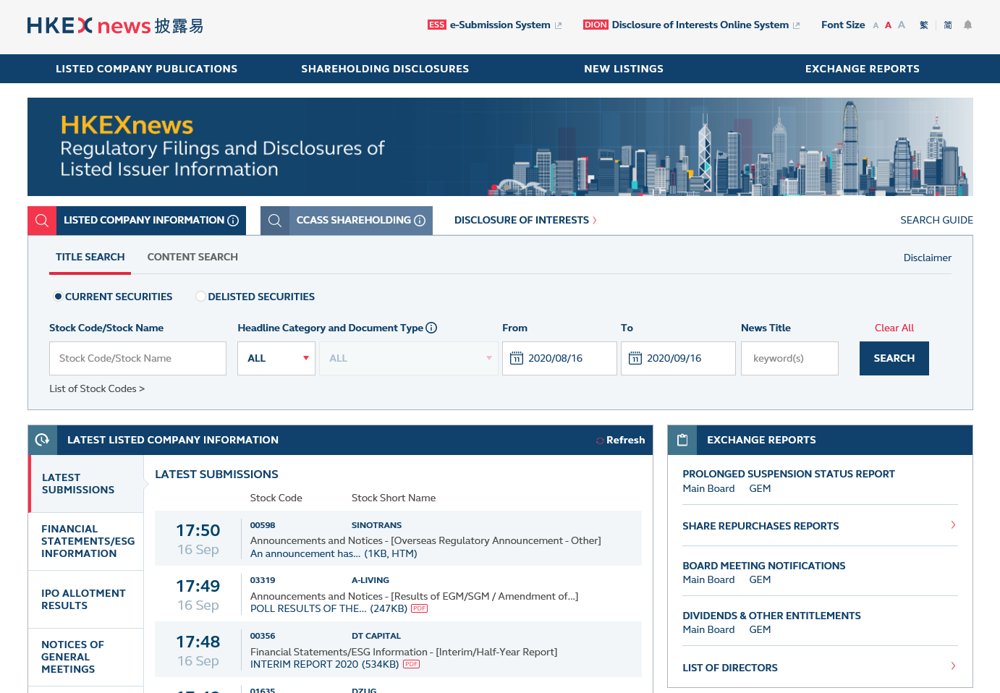 HKEX news 披露易
ESS e-Submission System
DION Disclosure of Interests Online System
Font Size A A A 繁 简
LISTED COMPANY PUBLICATIONS
SHAREHOLDING DISCLOSURES
NEW LISTINGS
EXCHANGE REPORTS
HKEXnews
Regulatory Filings and Disclosures of
Listed Issuer Information
LISTED COMPANY INFORMATION
CCASS SHAREHOLDING
DISCLOSURE OF INTERESTS
SEARCH GUIDE
TITLE SEARCH
CONTENT SEARCH
Disclaimer
CURRENT SECURITIES
DELISTED SECURITIES
Stock Code/Stock Name
Headline Category and Document Type
From
To
News Title
Clear All
Stock Code/Stock Name
ALL
ALL
11 2020/08/16
11 2020/09/16
keyword(s)
SEARCH
List of Stock Codes >
LATEST LISTED COMPANY INFORMATION
Refresh
LATEST
SUBMISSIONS
FINANCIAL
STATEMENTS/ESG
INFORMATION
IPO ALLOTMENT
RESULTS
NOTICES OF
GENERAL
MEETINGS
LATEST SUBMISSIONS
Stock Code Stock Short Name
17:50
16 Sep
00598 SINOTRANS
Announcements and Notices - [Overseas Regulatory Announcement - Other]
An announcement has... (1KB, HTM)
17:49
16 Sep
03319 A-LIVING
Announcements and Notices - [Results of EGM/SGM / Amendment of...]
POLL RESULTS OF THE... (247KB) PDF
17:48
16 Sep
00356 DT CAPITAL
Financial Statements/ESG Information - [Interim/Half-Year Report]
INTERIM REPORT 2020 (534KB) PDF
01635 DZUG
EXCHANGE REPORTS
PROLONGED SUSPENSION STATUS REPORT
Main Board GEM
SHARE REPURCHASES REPORTS
BOARD MEETING NOTIFICATIONS
Main Board GEM
DIVIDENDS & OTHER ENTITLEMENTS
Main Board GEM
LIST OF DIRECTORS